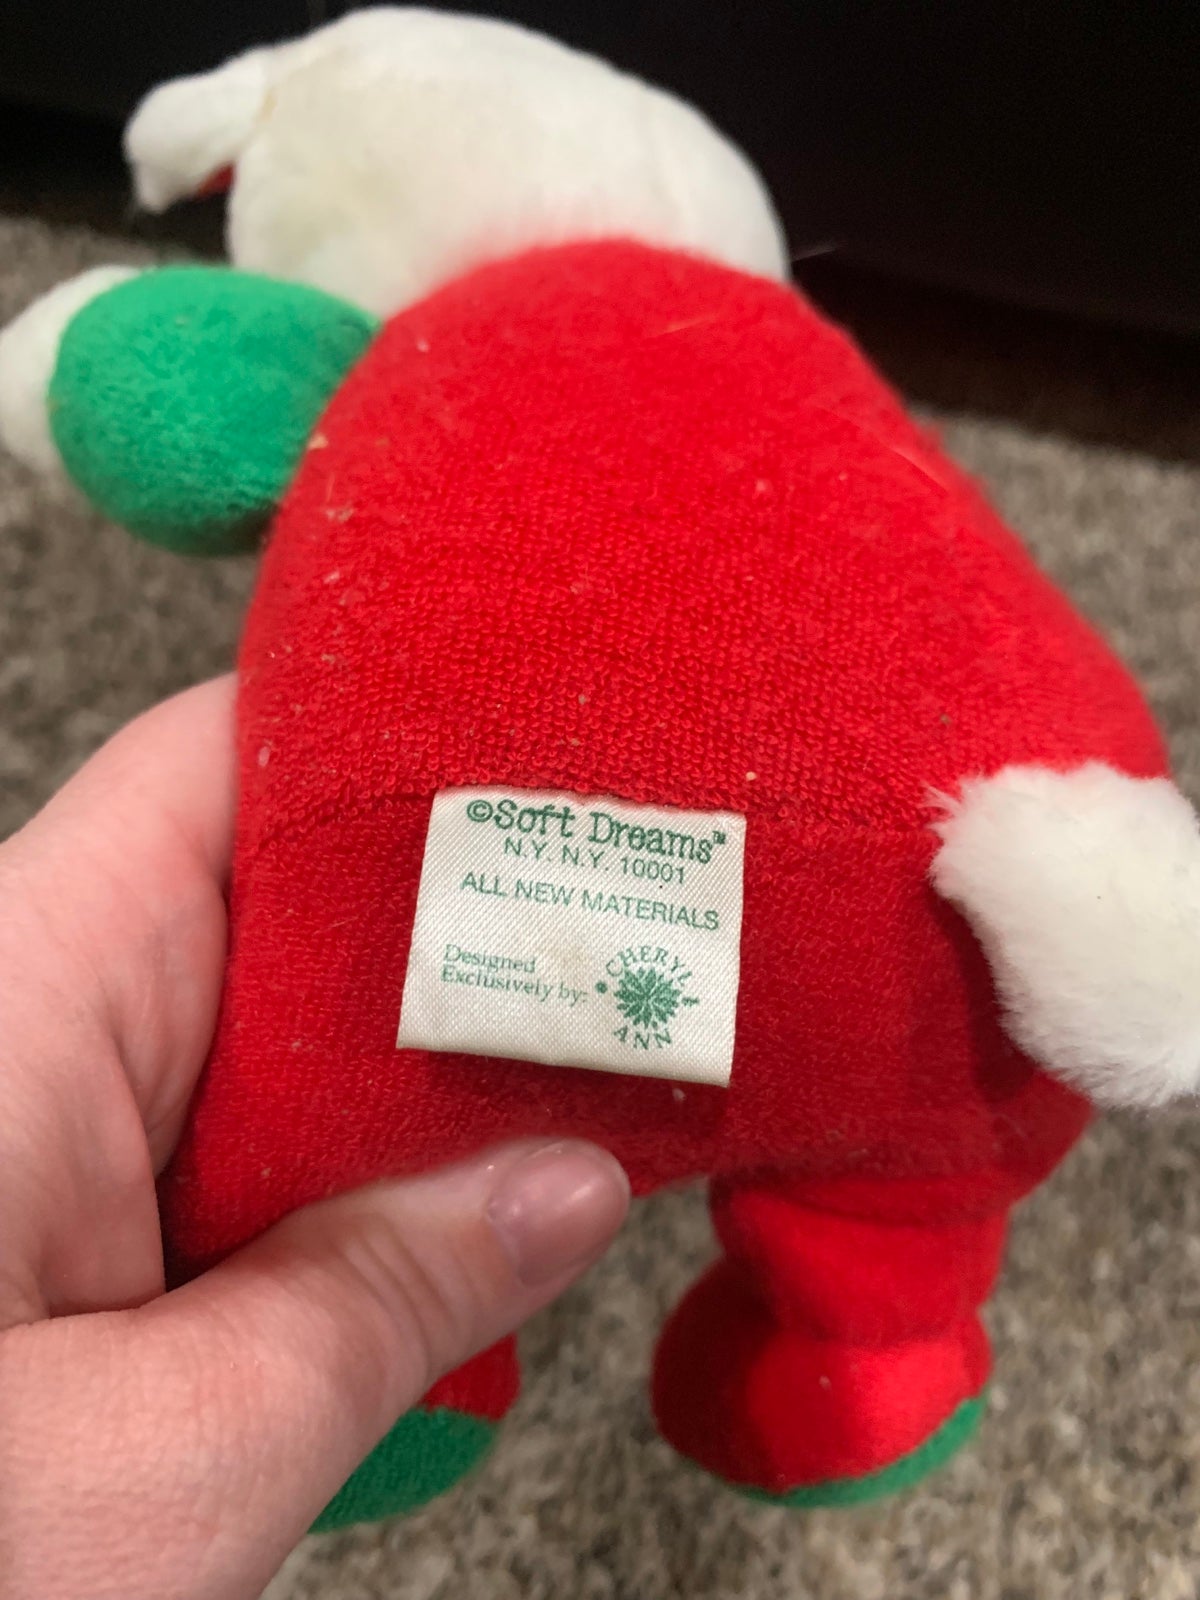 ©Soft Dreams™
N.Y. N.Y. 10001
ALL NEW MATERIALS
Designed
Exclusively by:
CHERYL
ANN